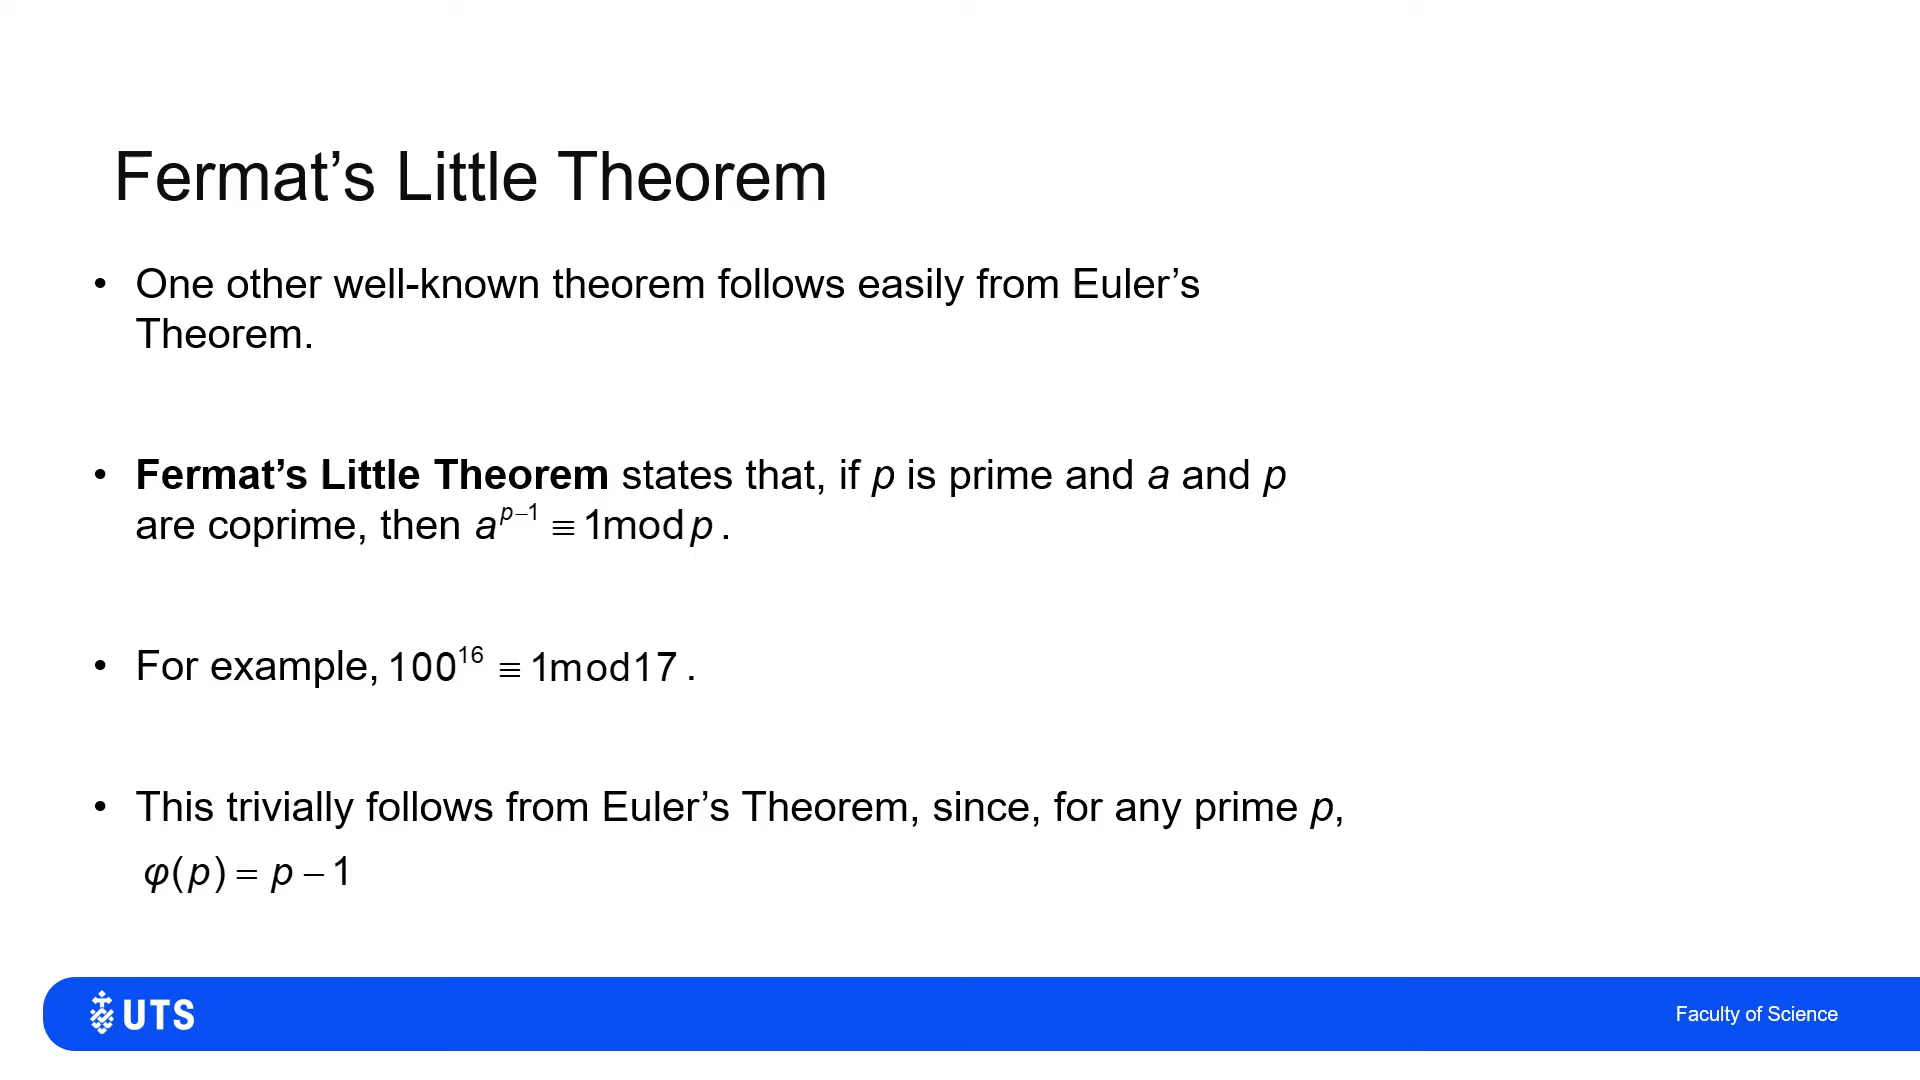 Fermat’s Little Theorem
• One other well-known theorem follows easily from Euler’s
Theorem.
• Fermat’s Little Theorem states that, if p is prime and a and p
are coprime, then a^{p−1} ≡ 1mod p .
• For example, 100^{16} ≡ 1mod17 .
• This trivially follows from Euler’s Theorem, since, for any prime p,
φ(p) = p − 1
UTS
Faculty of Science